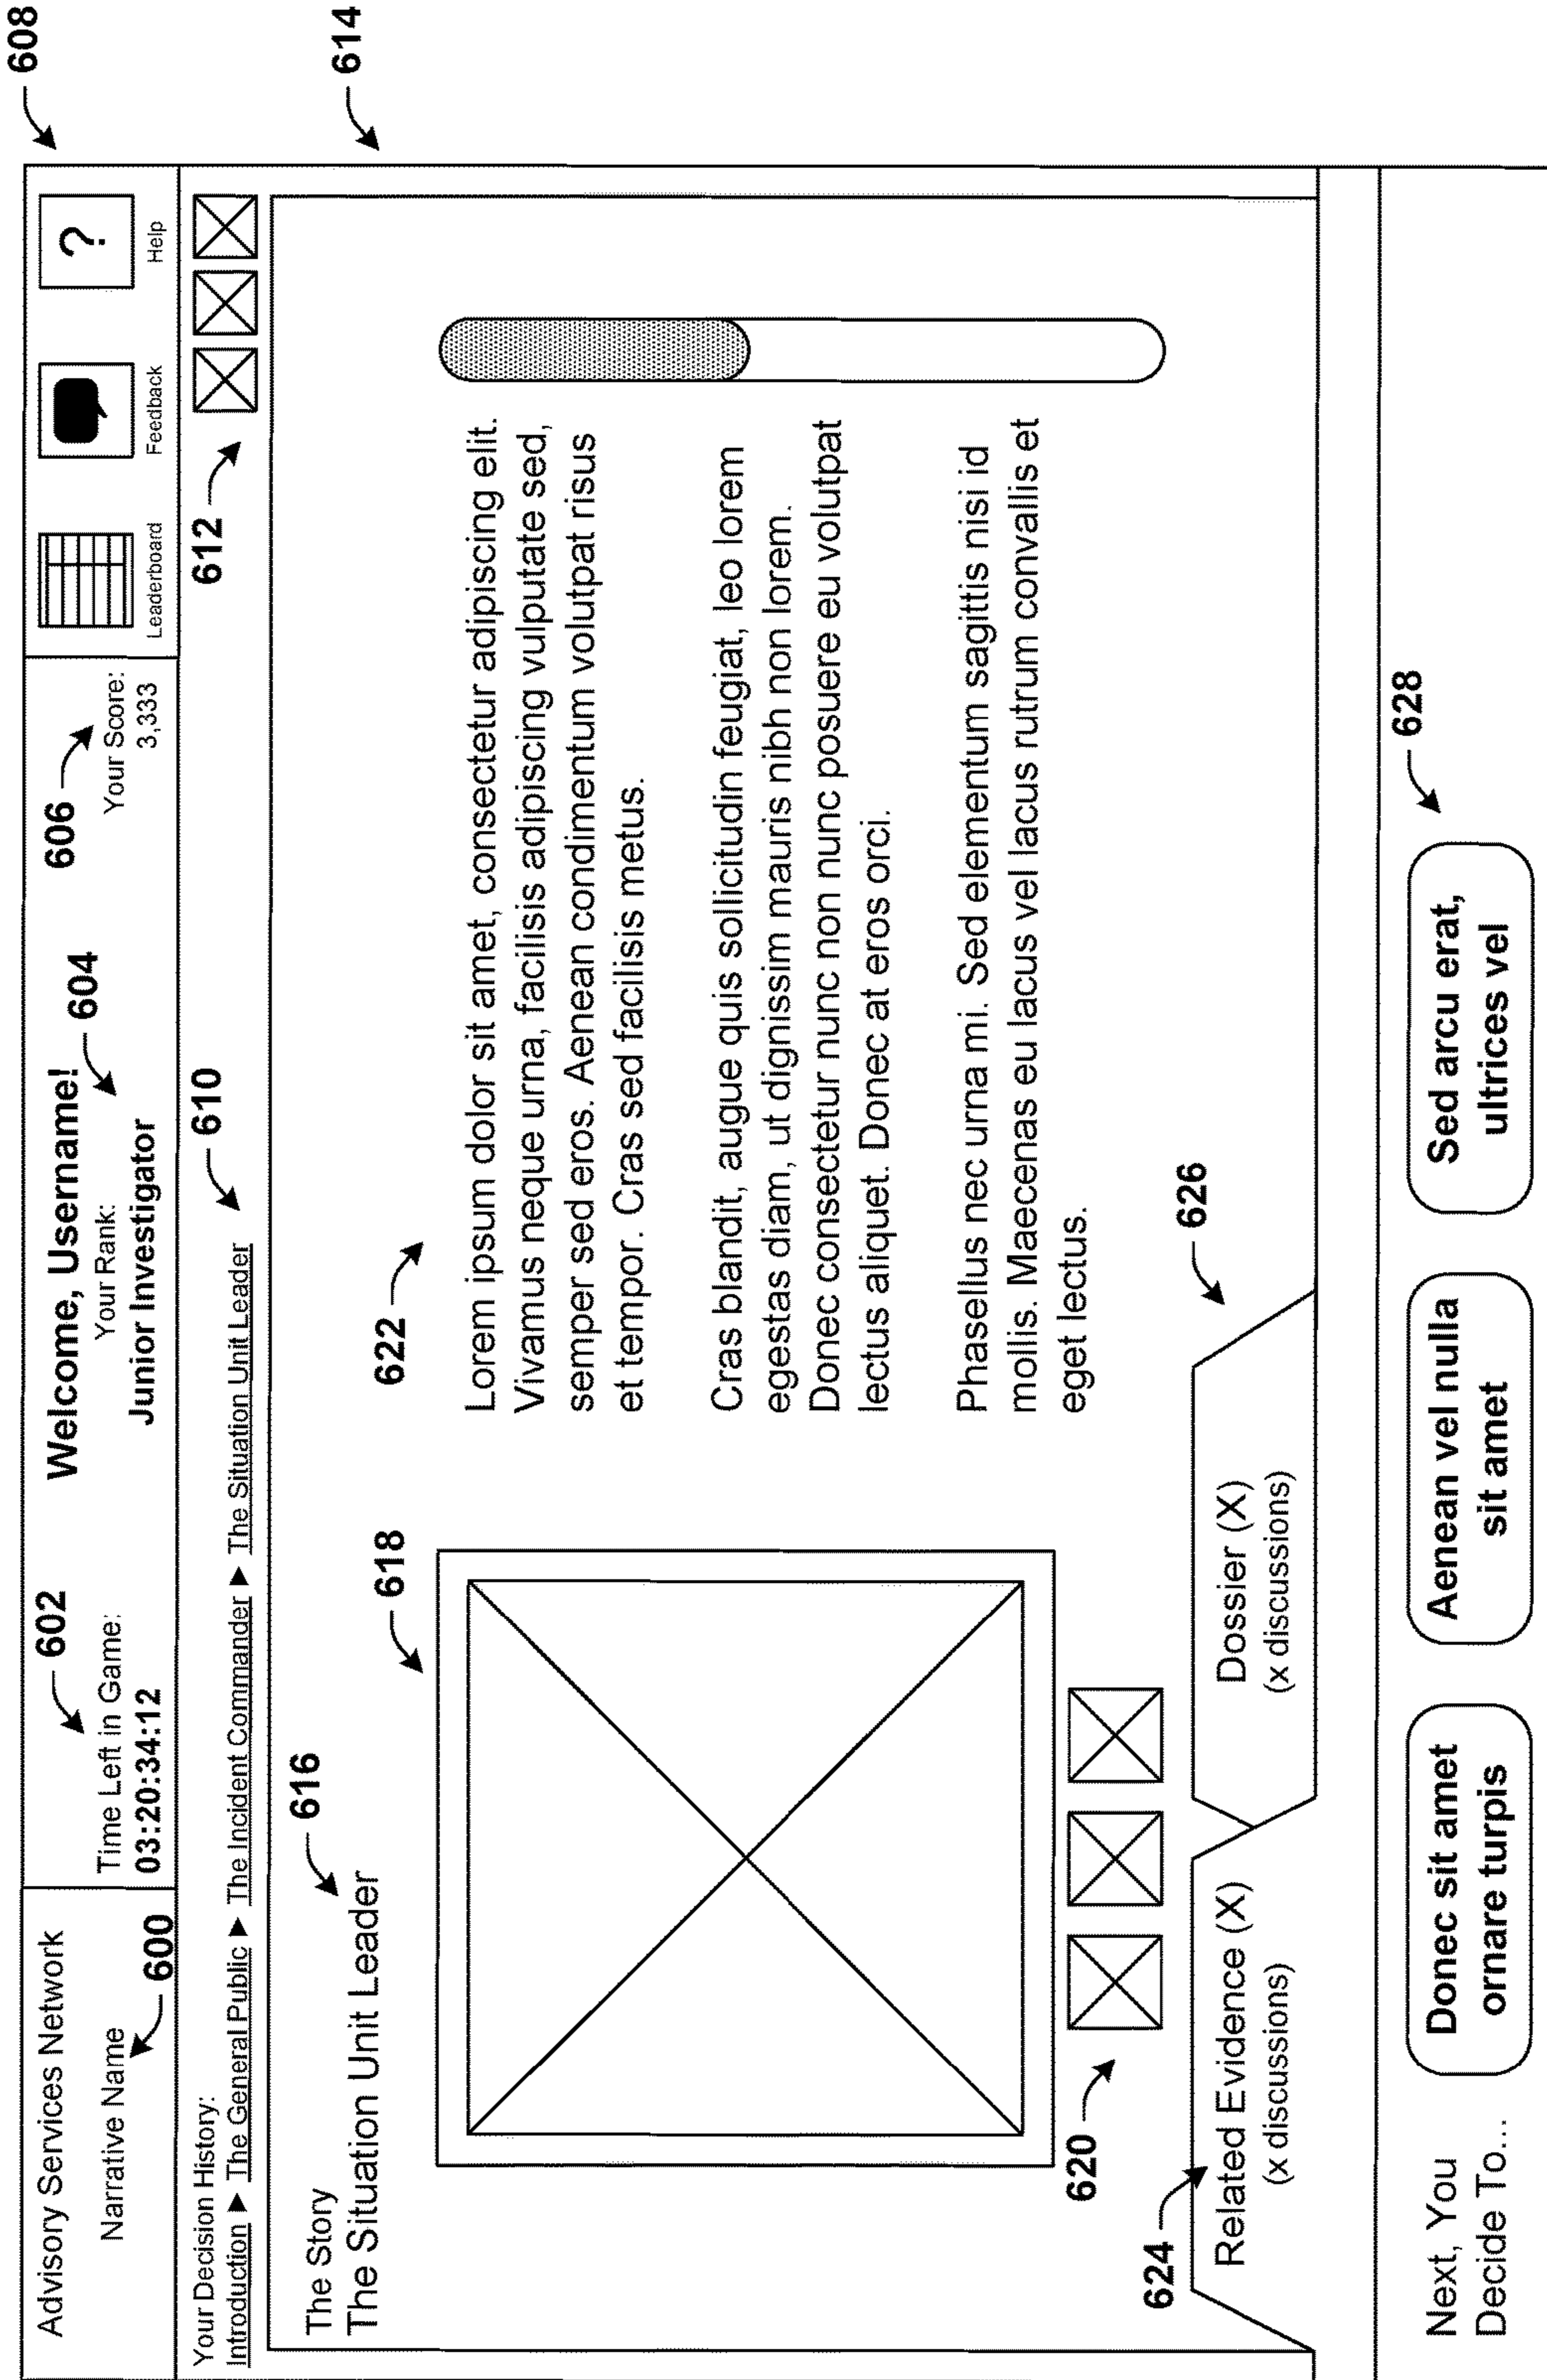 608
614
Advisory Services Network
Narrative Name
600
602
Time Left in Game:
03:20:34:12
Welcome, Username!
Your Rank:
604
Junior Investigator
606
Your Score:
3,333
Leaderboard
Feedback
?
Help
Your Decision History:
Introduction ▶ The General Public ▶ The Incident Commander ▶ The Situation Unit Leader
610
612
The Story
The Situation Unit Leader
616
618
620
622
Lorem ipsum dolor sit amet, consectetur adipiscing elit.
Vivamus neque urna, facilisis adipiscing vulputate sed,
semper sed eros. Aenean condimentum volutpat risus
et tempor. Cras sed facilisis metus.
Cras blandit, augue quis sollicitudin feugiat, leo lorem
egestas diam, ut dignissim mauris nibh non lorem.
Donec consectetur nunc non nunc posuere eu volutpat
lectus aliquet. Donec at eros orci.
Phasellus nec urna mi. Sed elementum sagittis nisi id
mollis. Maecenas eu lacus vel lacus rutrum convallis et
eget lectus.
624
Related Evidence (X)
(x discussions)
Dossier (X)
(x discussions)
626
Next, You
Decide To...
Donec sit amet
ornare turpis
Aenean vel nulla
sit amet
Sed arcu erat,
ultrices vel
628